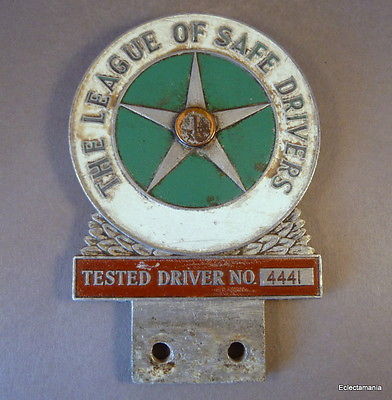 THE LEAGUE OF SAFE DRIVERS
TESTED DRIVER NO. 4441
Eclectamania